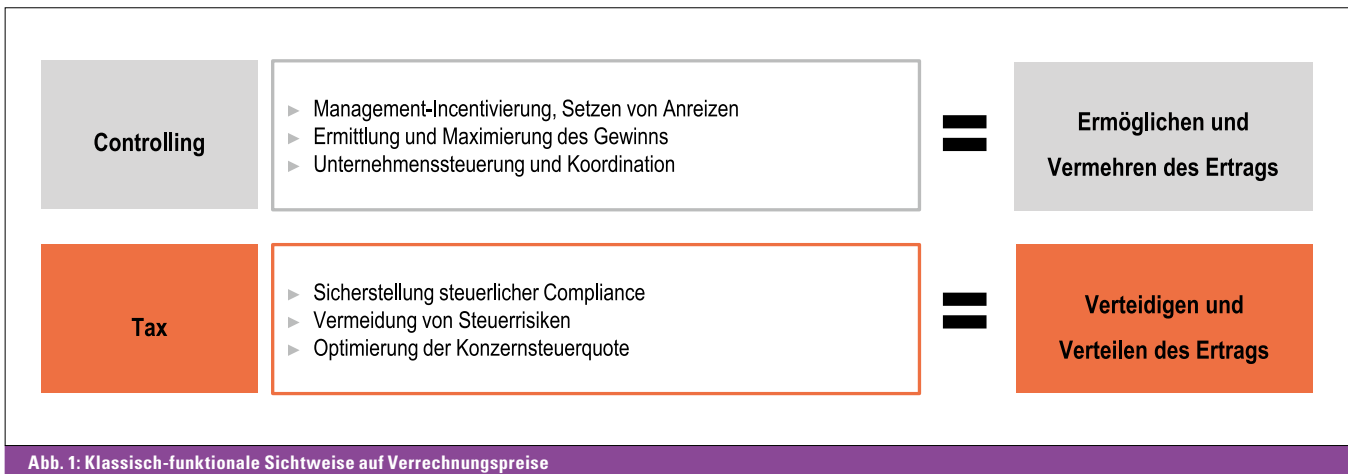 Controlling
► Management-Incentivierung, Setzen von Anreizen
► Ermittlung und Maximierung des Gewinns
► Unternehmenssteuerung und Koordination
=
Ermöglichen und
Vermehren des Ertrags
Tax
► Sicherstellung steuerlicher Compliance
► Vermeidung von Steuerrisiken
► Optimierung der Konzernsteuerquote
=
Verteidigen und
Verteilen des Ertrags
Abb. 1: Klassisch-funktionale Sichtweise auf Verrechnungspreise